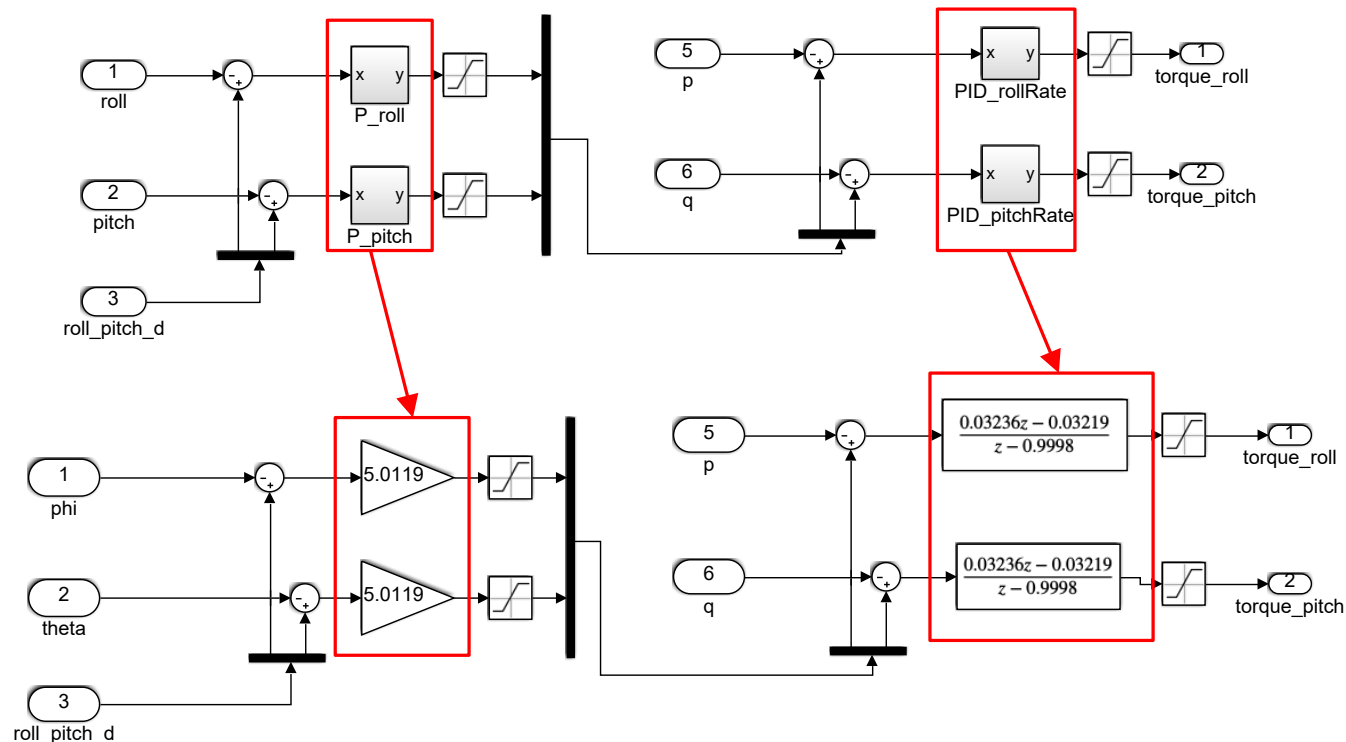 1
roll
- +
x y
P_roll
2
pitch
- +
x y
P_pitch
3
roll_pitch_d
5
p
- +
x y
PID_rollRate
1
torque_roll
6
q
- +
x y
PID_pitchRate
2
torque_pitch
1
phi
- +
5.0119
2
theta
- +
5.0119
3
roll_pitch_d
5
p
- +
0.03236z − 0.03219
z − 0.9998
1
torque_roll
6
q
- +
0.03236z − 0.03219
z − 0.9998
2
torque_pitch